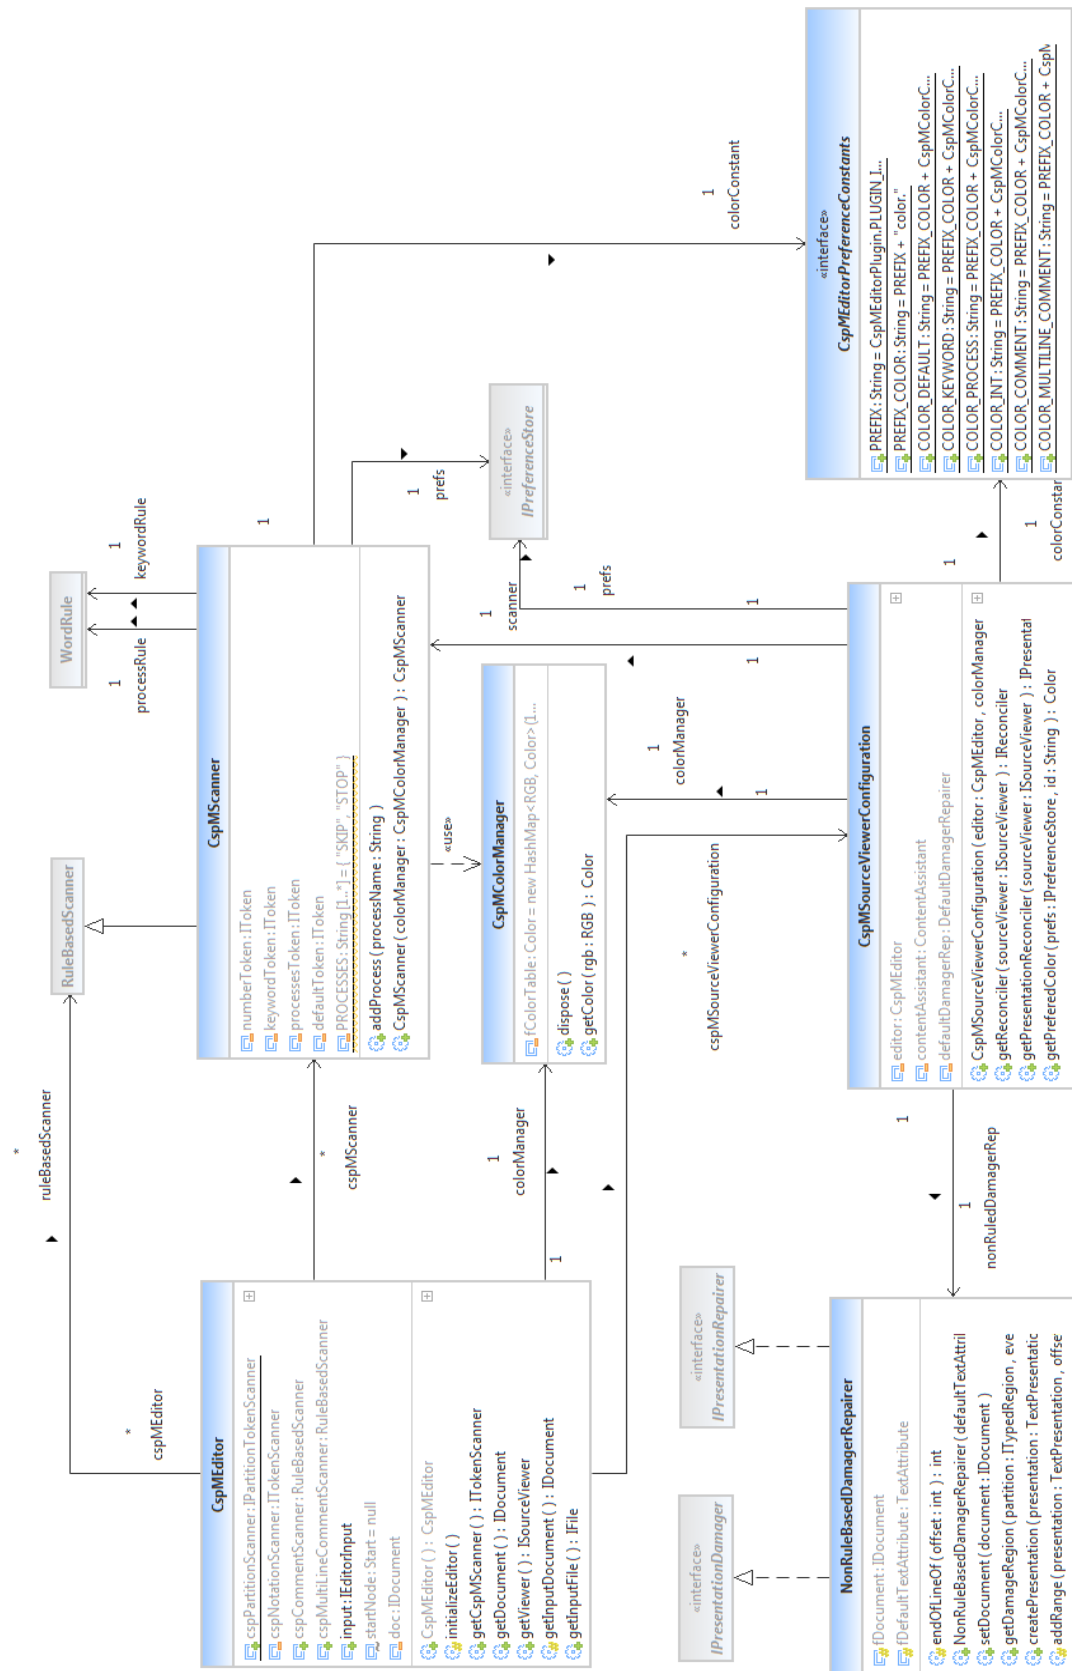 CspMEditor
cspPartitionScanner : IPartitionTokenScanner
cspNotationScanner : ITokenScanner
cspCommentScanner : RuleBasedScanner
cspMultiLineCommentScanner : RuleBasedScanner
input : IEditorInput
startNode : Start = null
doc : IDocument
CspMEditor ( ) : CspMEditor
initializeEditor ( )
getCspMScanner ( ) : ITokenScanner
getDocument ( ) : IDocument
getViewer ( ) : ISourceViewer
getInputDocument ( ) : IDocument
getInputFile ( ) : IFile
*
cspMEditor
*
ruleBasedScanner
*
cspMScanner
1
1
colorManager
*
cspMSourceViewerConfiguration
RuleBasedScanner
WordRule
1
processRule
1
keywordRule
CspMScanner
numberToken : IToken
keywordToken : IToken
processesToken : IToken
defaultToken : IToken
PROCESSES : String [1..*] = { "SKIP", "STOP" }
addProcess ( processName : String )
CspMScanner ( colorManager : CspMColorManager ) : CspMScanner
1
«use»
CspMColorManager
fColorTable : Color = new HashMap<RGB, Color>(1...
dispose ( )
getColor ( rgb : RGB ) : Color
«interface»
IPreferenceStore
1
prefs
1
scanner
1
prefs
1
colorManager
1
1
1
1
colorConstant
«interface»
CspMEditorPreferenceConstants
PREFIX : String = CspMEditorPlugin.PLUGIN_I...
PREFIX_COLOR : String = PREFIX + "color."
COLOR_DEFAULT : String = PREFIX_COLOR + CspMColorC...
COLOR_KEYWORD : String = PREFIX_COLOR + CspMColorC...
COLOR_PROCESS : String = PREFIX_COLOR + CspMColorC...
COLOR_INT : String = PREFIX_COLOR + CspMColorC...
COLOR_COMMENT : String = PREFIX_COLOR + CspMColorC...
COLOR_MULTILINE_COMMENT : String = PREFIX_COLOR + CspM
1
1
colorConstar
CspMSourceViewerConfiguration
editor : CspMEditor
contentAssistant : ContentAssistant
defaultDamagerRep : DefaultDamagerRepairer
CspMSourceViewerConfiguration ( editor : CspMEditor , colorManager
getReconciler ( sourceViewer : ISourceViewer ) : IReconciler
getPresentationReconciler ( sourceViewer : ISourceViewer ) : IPresentat
getPreferedColor ( prefs : IPreferenceStore , id : String ) : Color
1
1
nonRuledDamagerRep
«interface»
IPresentationDamager
«interface»
IPresentationRepairer
NonRuleBasedDamagerRepairer
fDocument : IDocument
fDefaultTextAttribute : TextAttribute
endOfLineOf ( offset : int ) : int
NonRuleBasedDamagerRepairer ( defaultTextAttril
setDocument ( document : IDocument )
getDamageRegion ( partition : ITypedRegion , eve
createPresentation ( presentation : TextPresentatic
addRange ( presentation : TextPresentation , offse